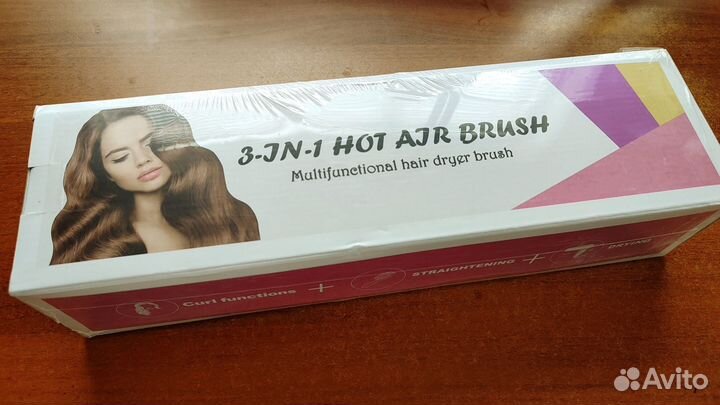 3-IN-1 HOT AIR BRUSH
Multifunctional hair dryer brush
Curl functions + STRAIGHTENING + DRYING
Avito